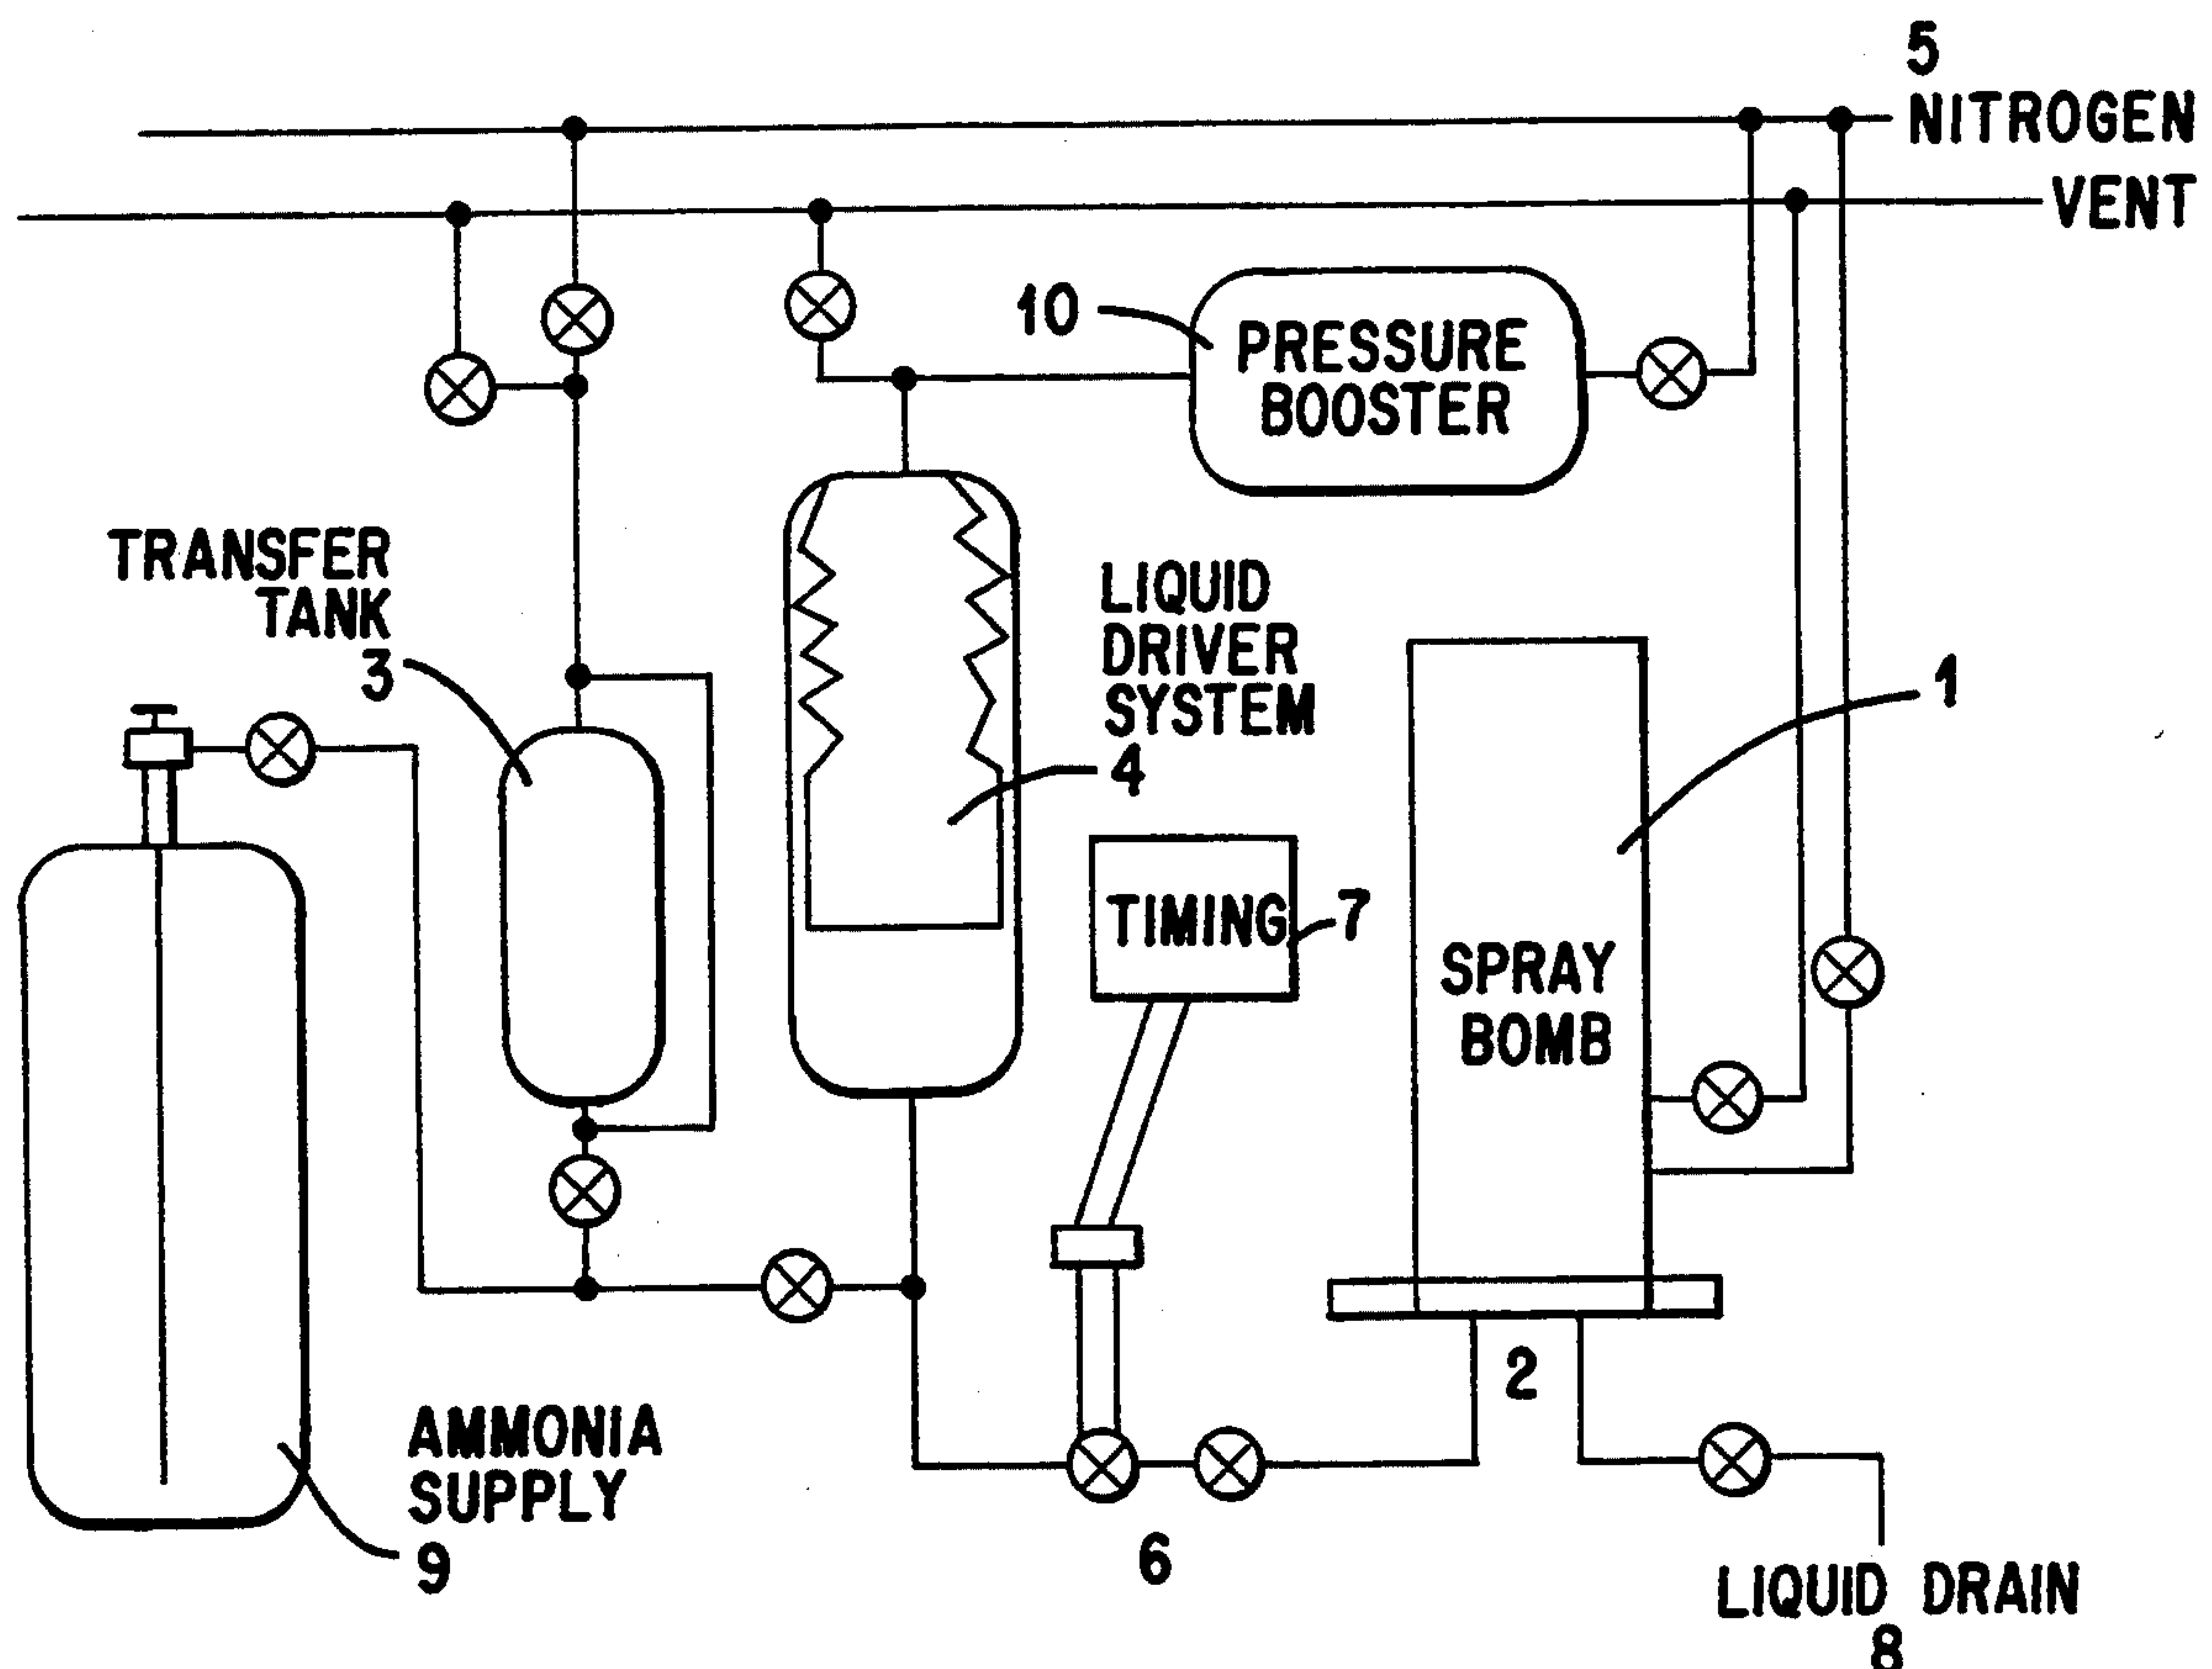 5
NITROGEN
VENT
10
PRESSURE
BOOSTER
TRANSFER
TANK
3
LIQUID
DRIVER
SYSTEM
4
1
TIMING
7
SPRAY
BOMB
2
AMMONIA
SUPPLY
9
6
LIQUID DRAIN
8